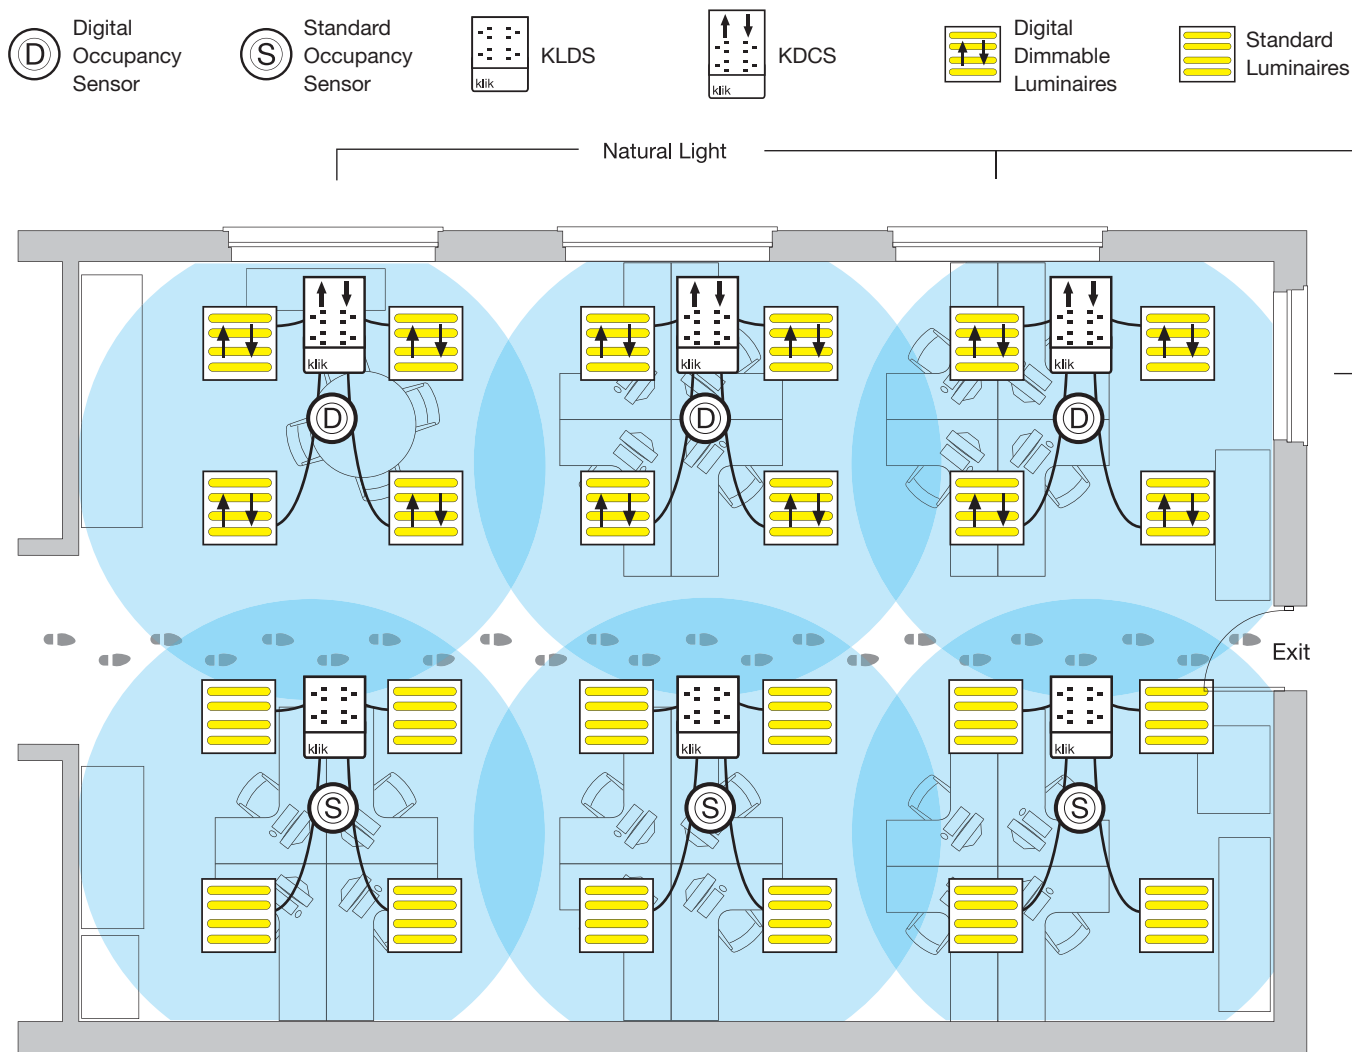 Digital
Occupancy
Sensor
D
Standard
Occupancy
Sensor
S
klik
KLDS
klik
KDCS
Digital
Dimmable
Luminaires
Standard
Luminaires
Natural Light
klik
klik
klik
D
D
D
Exit
klik
klik
klik
S
S
S